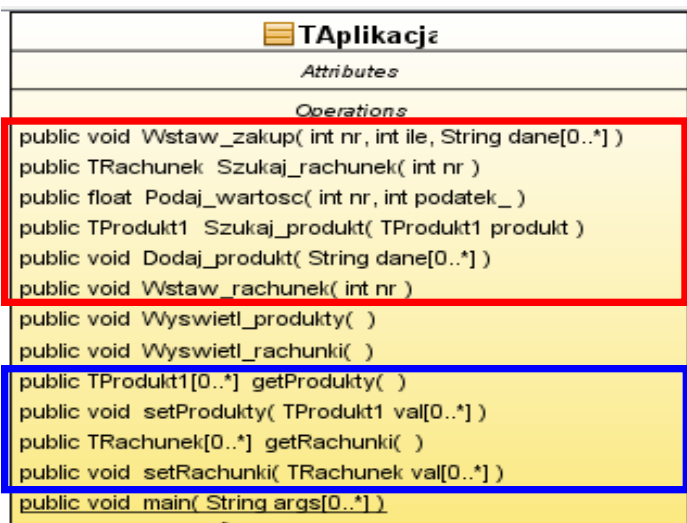 TAplikacja
Attributes
Operations
public void Wstaw_zakup( int nr, int ile, String dane[0..*] )
public TRachunek Szukaj_rachunek( int nr )
public float Podaj_wartosc( int nr, int podatek_ )
public TProdukt1 Szukaj_produkt( TProdukt1 produkt )
public void Dodaj_produkt( String dane[0..*] )
public void Wstaw_rachunek( int nr )
public void Wyswietl_produkty( )
public void Wyswietl_rachunki( )
public TProdukt1[0..*] getProdukty( )
public void setProdukty( TProdukt1 val[0..*] )
public TRachunek[0..*] getRachunki( )
public void setRachunki( TRachunek val[0..*] )
public void main( String args[0..*] )